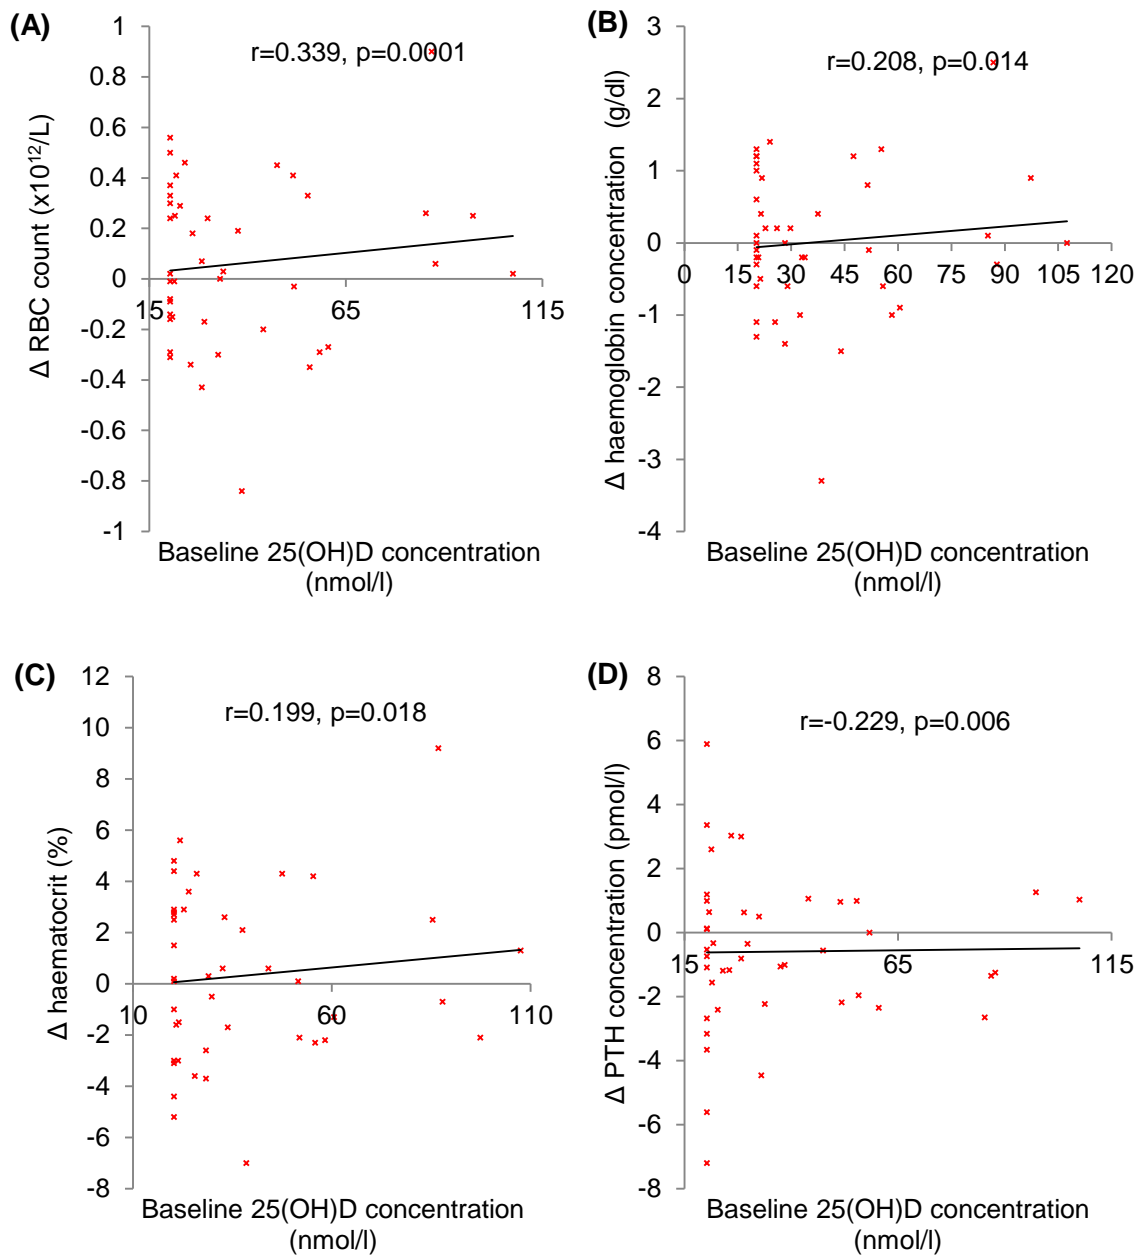 (A)
r=0.339, p=0.0001
Δ RBC count (x10¹²/L)
1
0.8
0.6
0.4
0.2
0
-0.2
-0.4
-0.6
-0.8
-1
15
65
115
Baseline 25(OH)D concentration
(nmol/l)
(B)
r=0.208, p=0.014
Δ haemoglobin concentration (g/dl)
3
2
1
0
-1
-2
-3
-4
0
15
30
45
60
75
90
105
120
Baseline 25(OH)D concentration
(nmol/l)
(C)
r=0.199, p=0.018
Δ haematocrit (%)
12
10
8
6
4
2
0
-2
-4
-6
-8
10
60
110
Baseline 25(OH)D concentration
(nmol/l)
(D)
r=-0.229, p=0.006
Δ PTH concentration (pmol/l)
8
6
4
2
0
-2
-4
-6
-8
15
65
115
Baseline 25(OH)D concentration
(nmol/l)